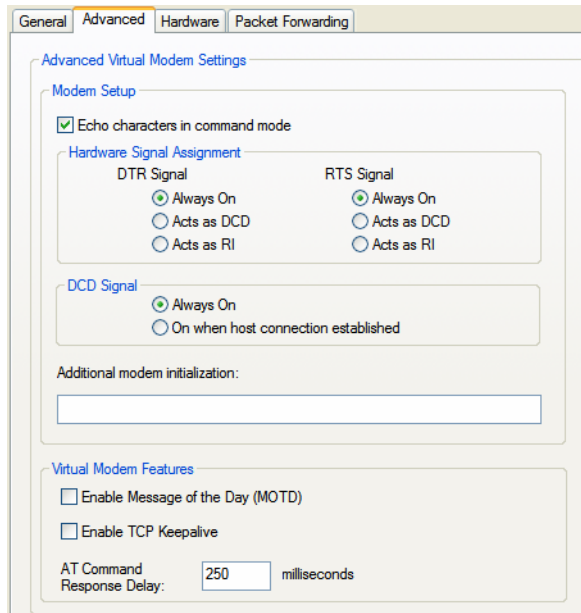 General Advanced Hardware Packet Forwarding
Advanced Virtual Modem Settings
Modem Setup
Echo characters in command mode
Hardware Signal Assignment
DTR Signal RTS Signal
Always On Always On
Acts as DCD Acts as DCD
Acts as RI Acts as RI
DCD Signal
Always On
On when host connection established
Additional modem initialization:
Virtual Modem Features
Enable Message of the Day (MOTD)
Enable TCP Keepalive
AT Command
Response Delay: 250 milliseconds